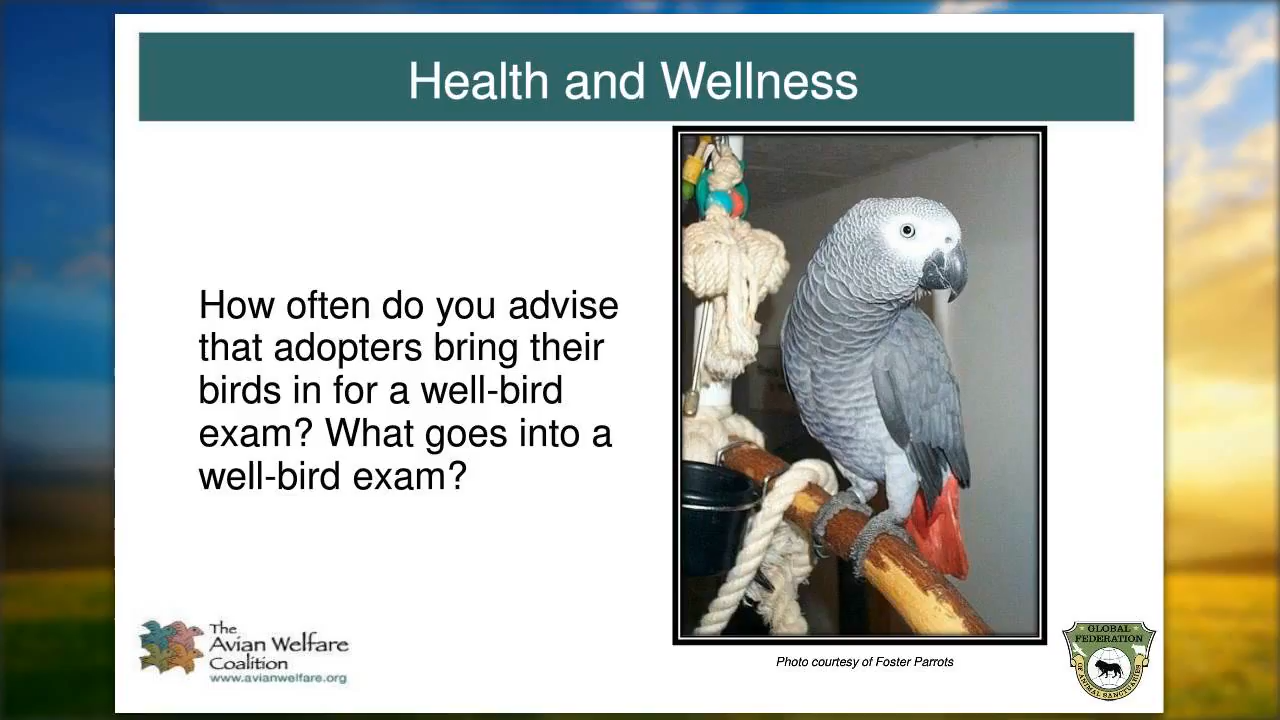 Health and Wellness
How often do you advise
that adopters bring their
birds in for a well-bird
exam? What goes into a
well-bird exam?
The
Avian Welfare
Coalition
www.avianwelfare.org
Photo courtesy of Foster Parrots
GLOBAL
FEDERATION
OF ANIMAL SANCTUARIES